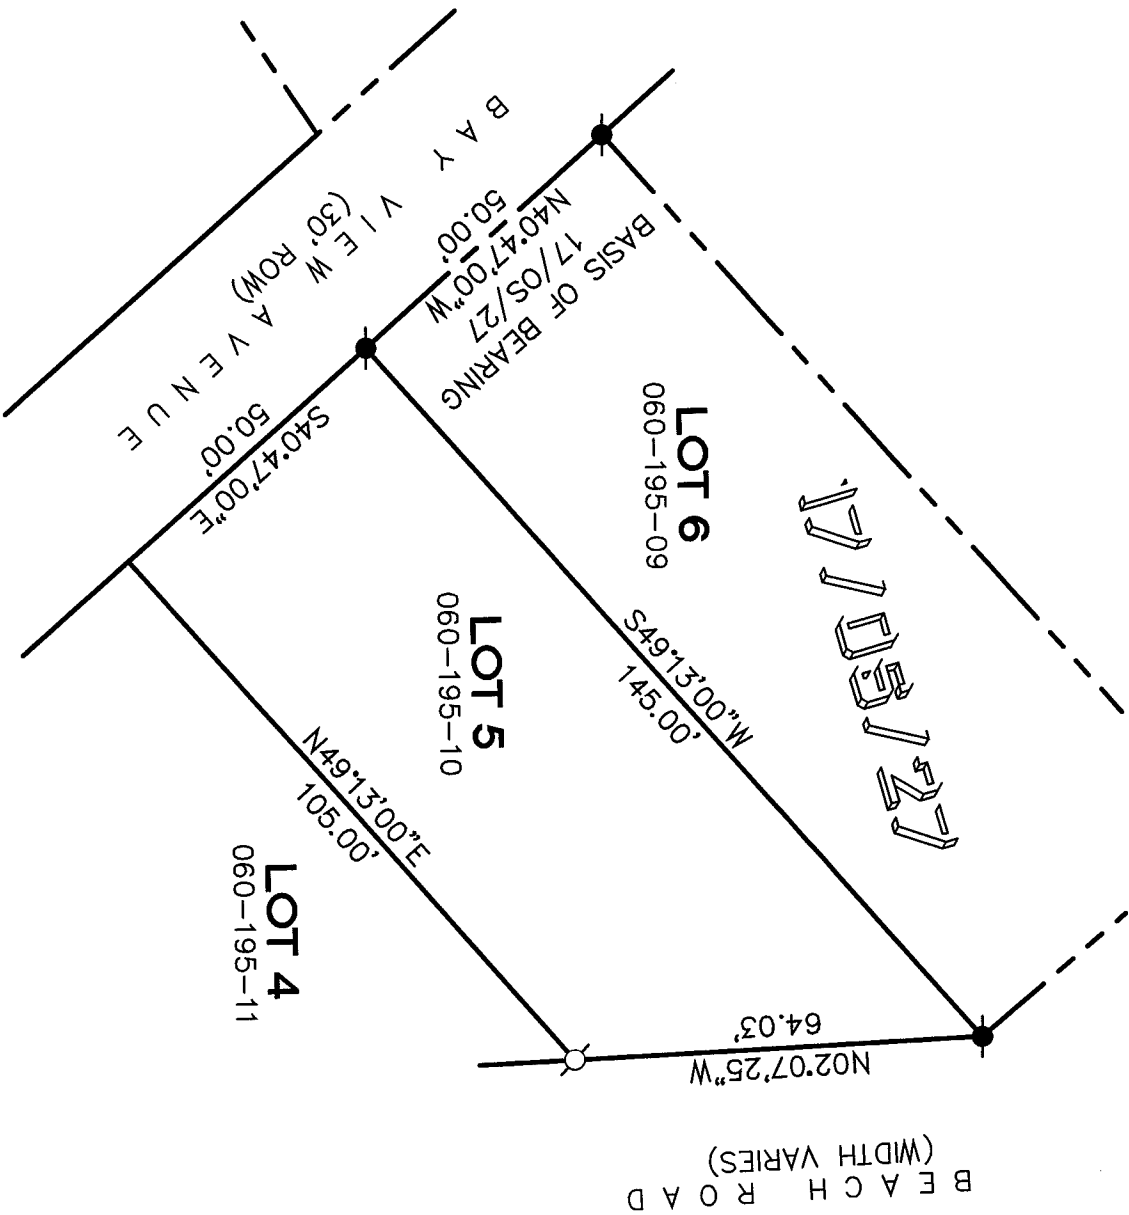 BAY VIEW AVENUE
(30' ROW)
N40°47'00"W
50.00'
BASIS OF BEARING
17/OS/27
S40°47'00"E
50.00'
LOT 6
060-195-09
17/OS/27
S49°13'00"W
145.00'
LOT 5
060-195-10
N49°13'00"E
105.00'
LOT 4
060-195-11
64.03'
N02°07'25"W
BEACH ROAD
(WIDTH VARIES)